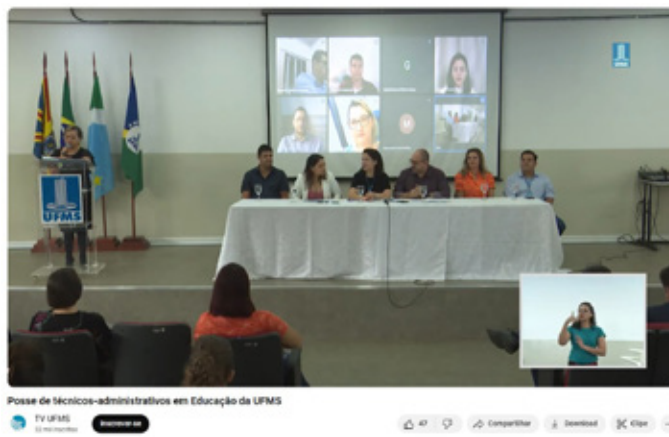 UFMS
Posse de técnicos-administrativos em Educação da UFMS
TV UFMS
Inscrever-se
47
Compartilhar
Download
Clipe